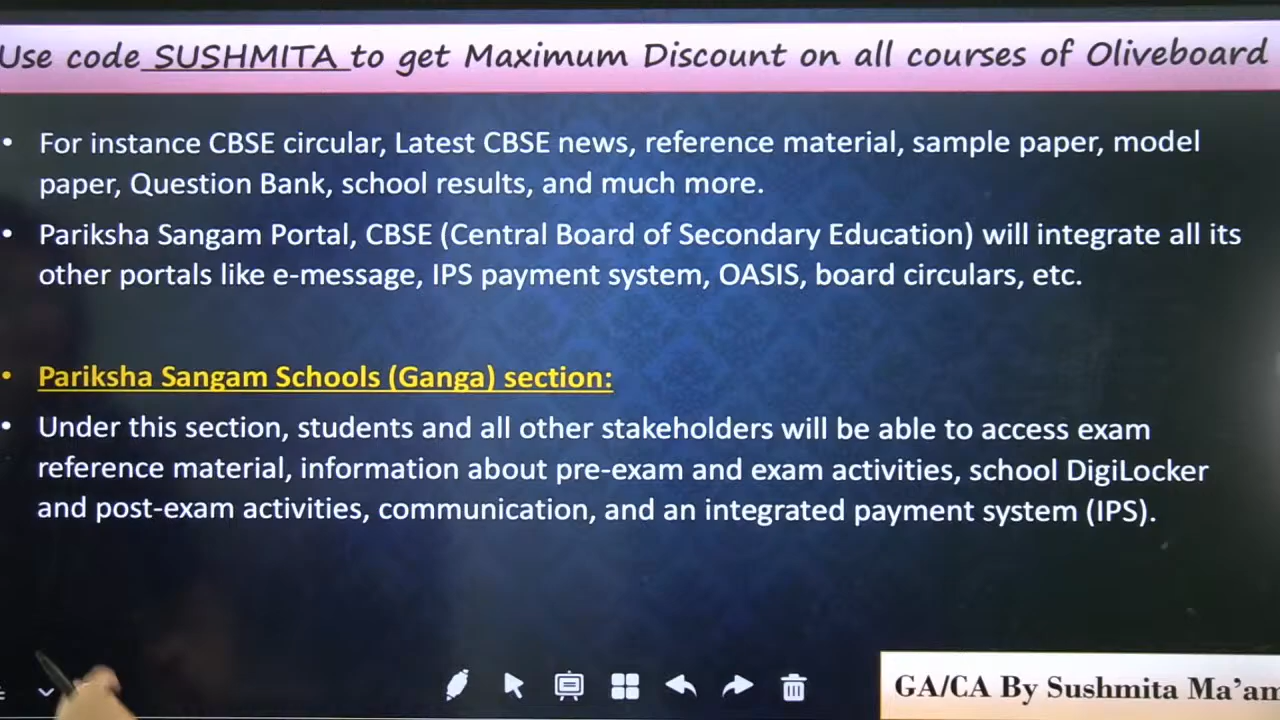 Use code SUSHMITA to get Maximum Discount on all courses of Oliveboard
• For instance CBSE circular, Latest CBSE news, reference material, sample paper, model
paper, Question Bank, school results, and much more.
• Pariksha Sangam Portal, CBSE (Central Board of Secondary Education) will integrate all its
other portals like e-message, IPS payment system, OASIS, board circulars, etc.
• Pariksha Sangam Schools (Ganga) section:
• Under this section, students and all other stakeholders will be able to access exam
reference material, information about pre-exam and exam activities, school DigiLocker
and post-exam activities, communication, and an integrated payment system (IPS).
GA/CA By Sushmita Ma'am